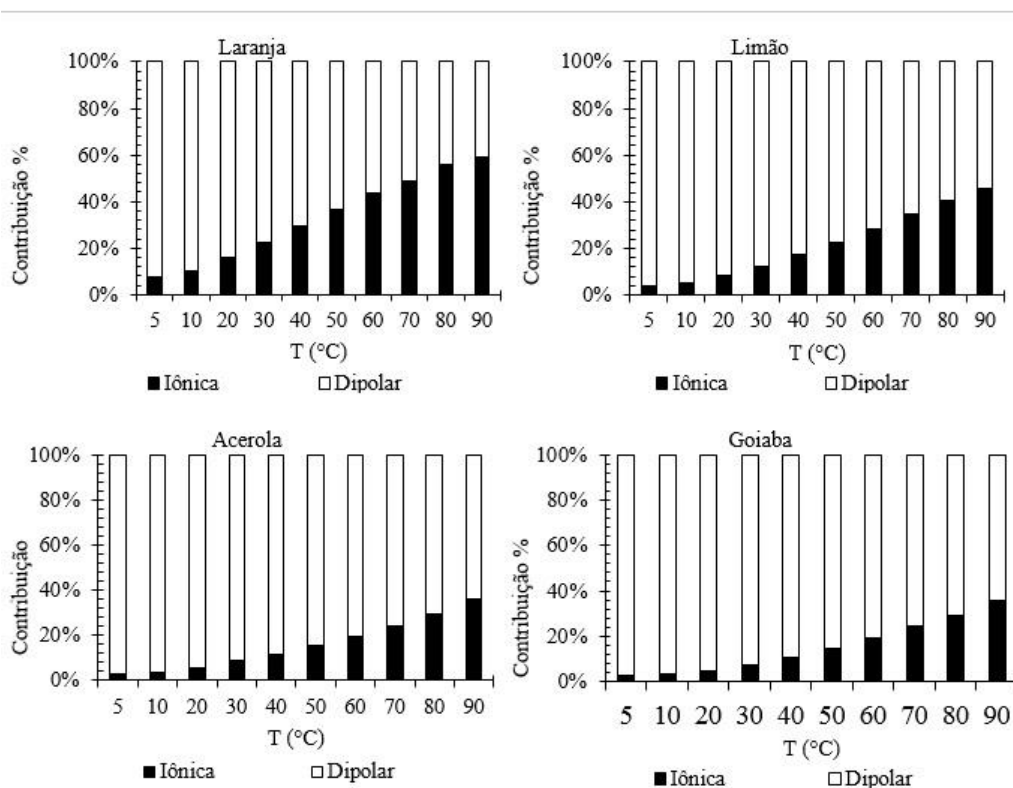 Laranja
100%
80%
60%
40%
20%
0%
Contribuição %
5 10 20 30 40 50 60 70 80 90
T (°C)
Iônica Dipolar
Limão
100%
80%
60%
40%
20%
0%
Contribuição %
5 10 20 30 40 50 60 70 80 90
T (°C)
Iônica Dipolar
Acerola
100%
80%
60%
40%
20%
0%
Contribuição
5 10 20 30 40 50 60 70 80 90
T (°C)
Iônica Dipolar
Goiaba
100%
80%
60%
40%
20%
0%
Contribuição %
5 10 20 30 40 50 60 70 80 90
T (°C)
Iônica Dipolar